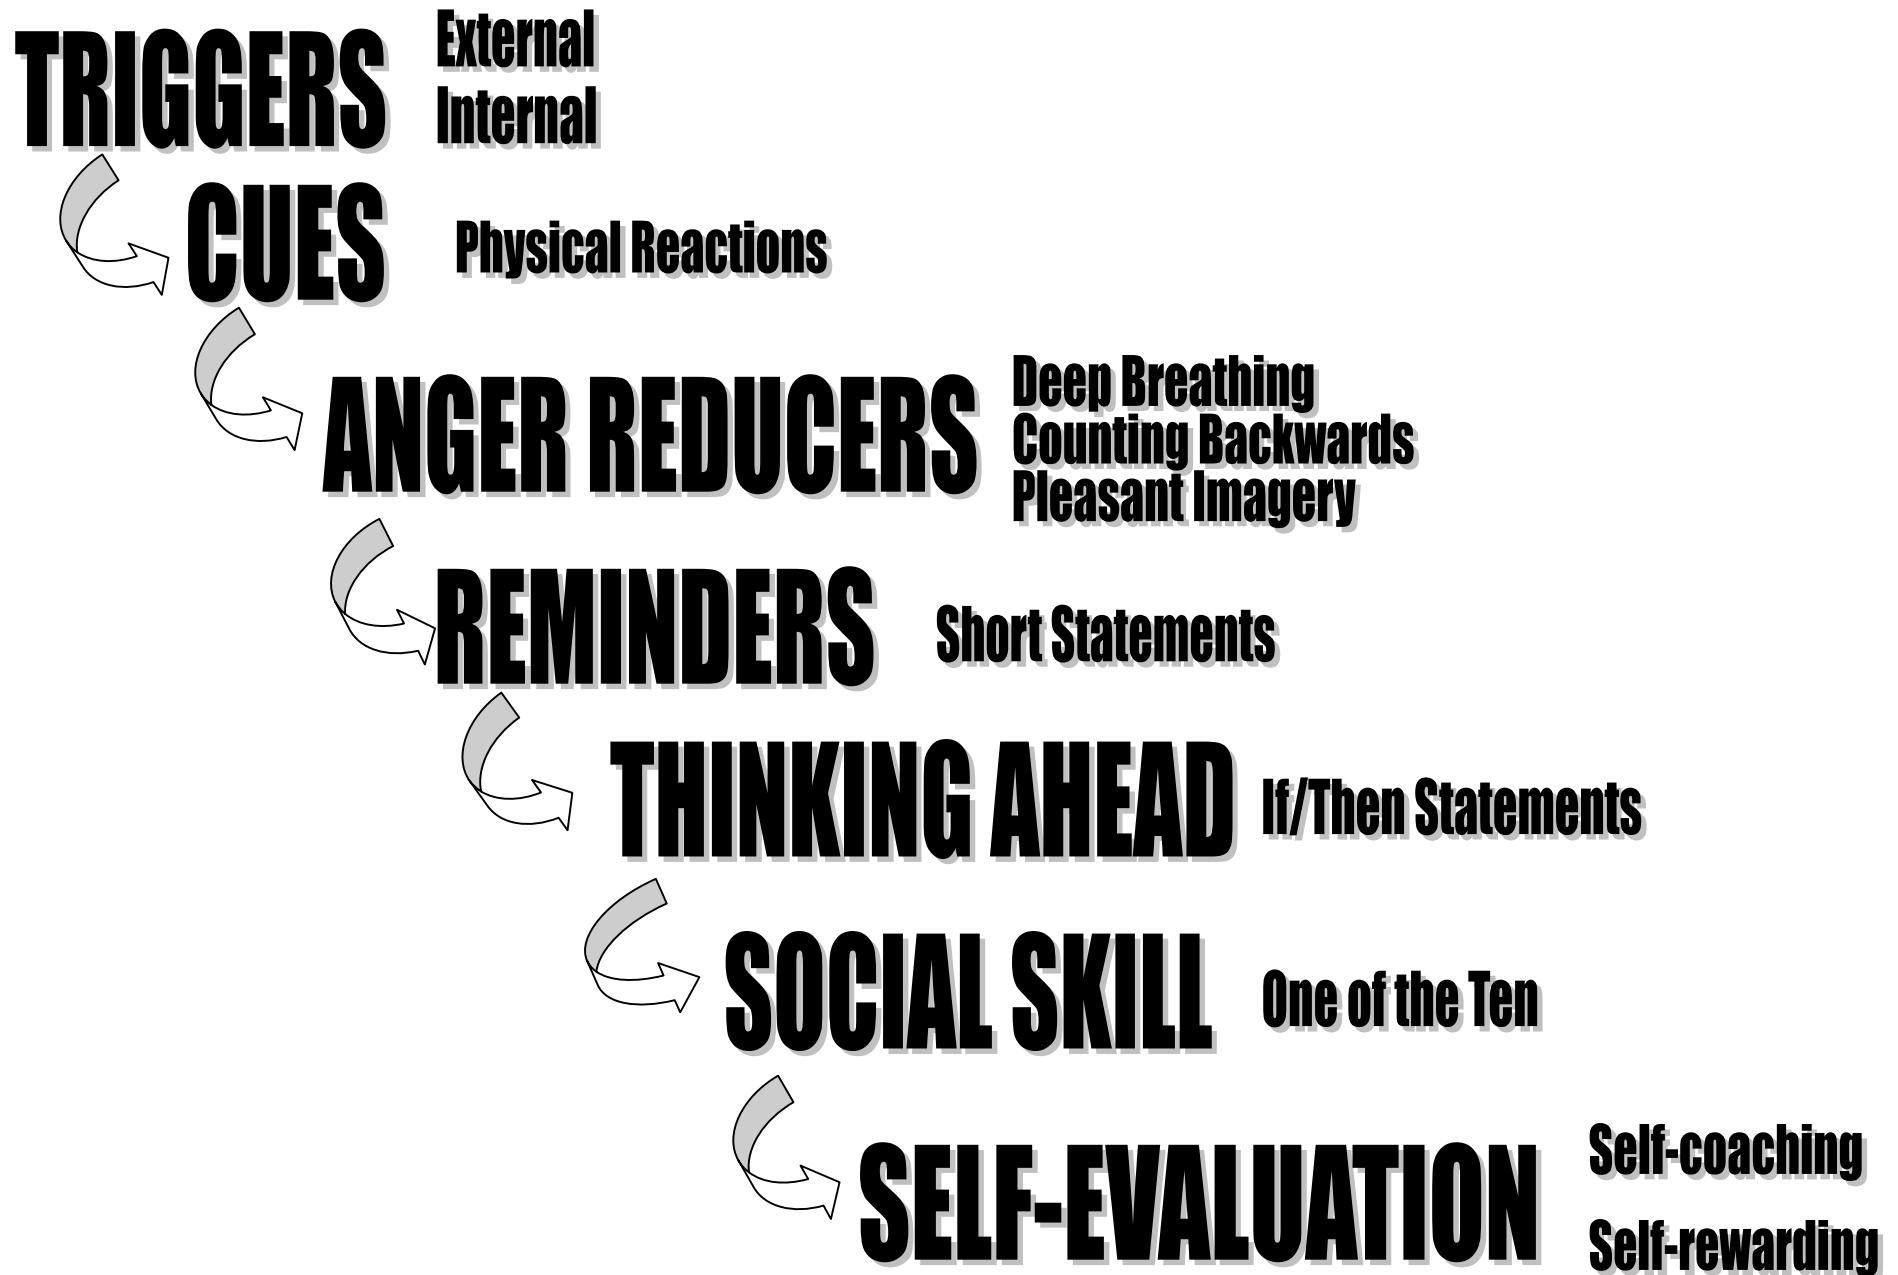 TRIGGERS
External
Internal
CUES
Physical Reactions
ANGER REDUCERS
Deep Breathing
Counting Backwards
Pleasant Imagery
REMINDERS
Short Statements
THINKING AHEAD
If/Then Statements
SOCIAL SKILL
One of the Ten
SELF-EVALUATION
Self-coaching
Self-rewarding